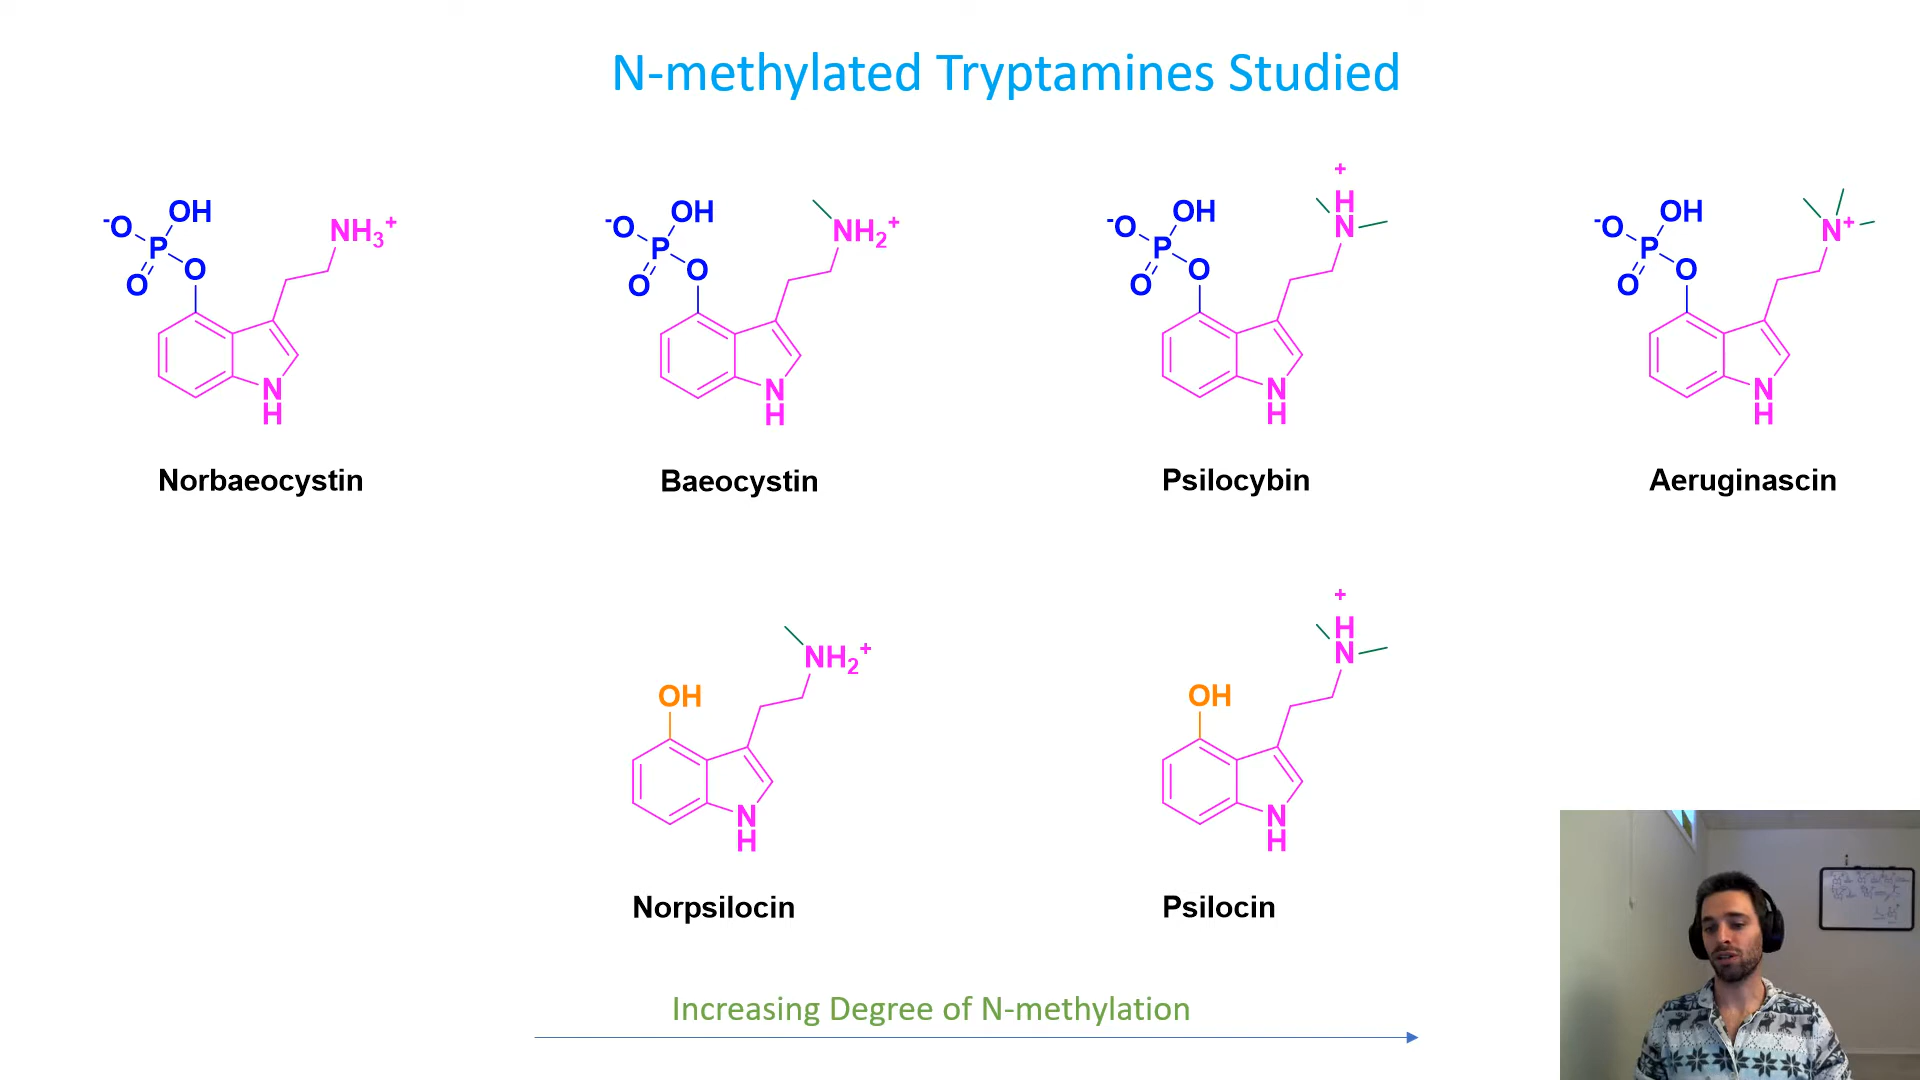 N-methylated Tryptamines Studied
-O P OH O O NH3+ N H
-O P OH O O NH2+ N H
-O P OH O O + H N N H
-O P OH O O N+ N H
Norbaeocystin
Baeocystin
Psilocybin
Aeruginascin
OH NH2+ N H
OH + H N N H
Norpsilocin
Psilocin
Increasing Degree of N-methylation